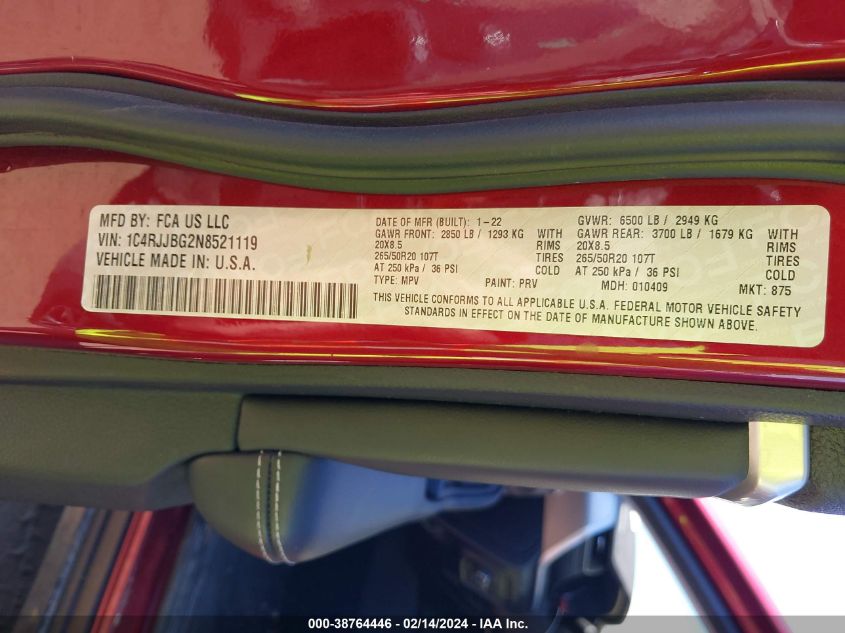 MFD BY: FCA US LLC
VIN: 1C4RJJBG2N8521119
VEHICLE MADE IN U.S.A.
DATE OF MFR (BUILT): 1-22
GAWR FRONT: 2850 LB / 1293 KG WITH
20X8.5 RIMS
265/50R20 107T TIRES
AT 250 kPa / 36 PSI COLD
TYPE: MPV PAINT: PRV
GVWR: 6500 LB / 2949 KG
GAWR REAR: 3700 LB / 1679 KG WITH
20X8.5 RIMS
265/50R20 107T TIRES
AT 250 kPa / 36 PSI COLD
MDH: 010409 MKT: 875
THIS VEHICLE CONFORMS TO ALL APPLICABLE U.S.A. FEDERAL MOTOR VEHICLE SAFETY
STANDARDS IN EFFECT ON THE DATE OF MANUFACTURE SHOWN ABOVE.
000-38764446 - 02/14/2024 - IAA Inc.